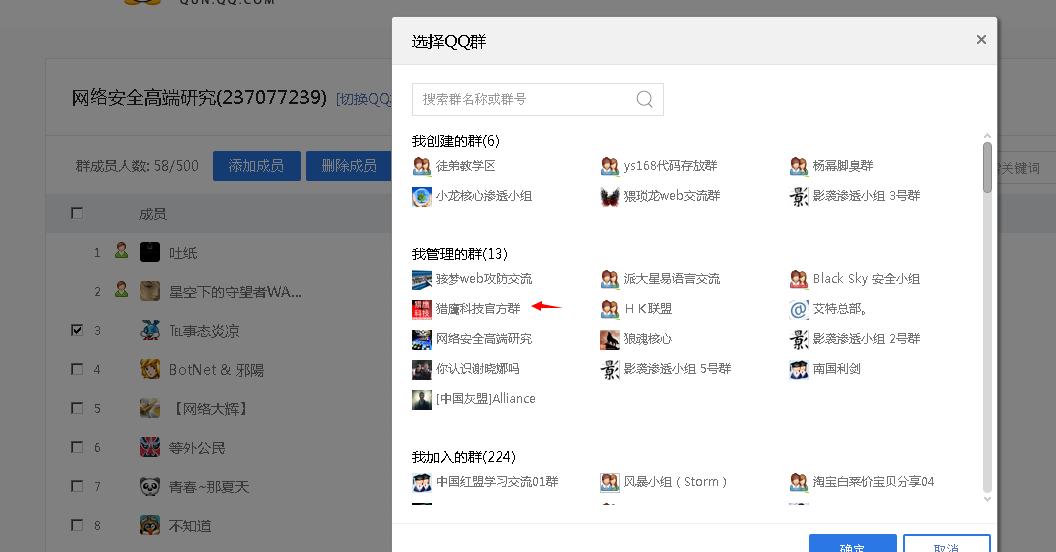 QUN.QQ.COM
选择QQ群
网络安全高端研究(237077239) [切换QQ
搜索群名称或群号
我创建的群(6)
群成员人数: 58/500 添加成员 删除成员
徒弟教学区 ys168代码存放群 杨幂脚臭群
关键词
小龙核心渗透小组 猥琐龙web交流群 影袭渗透小组 3号群
成员
我管理的群(13)
1 吐纸
骇梦web攻防交流 派大星易语言交流 Black Sky 安全小组
2 星空下的守望者WA...
猎鹰科技官方群 ＨＫ联盟 艾特总部。
3 ℡事态炎凉
网络安全高端研究 狼魂核心 影袭渗透小组 2号群
4 BotNet & 邪陽
你认识谢晓娜吗 影袭渗透小组 5号群 南国利剑
[中国灰盟]Alliance
5 【网络大辉】
6 等外公民
我加入的群(224)
7 青春~那夏天
中国红盟学习交流01群 风暴小组（Storm） 淘宝白菜价宝贝分享04
8 不知道
确定 取消